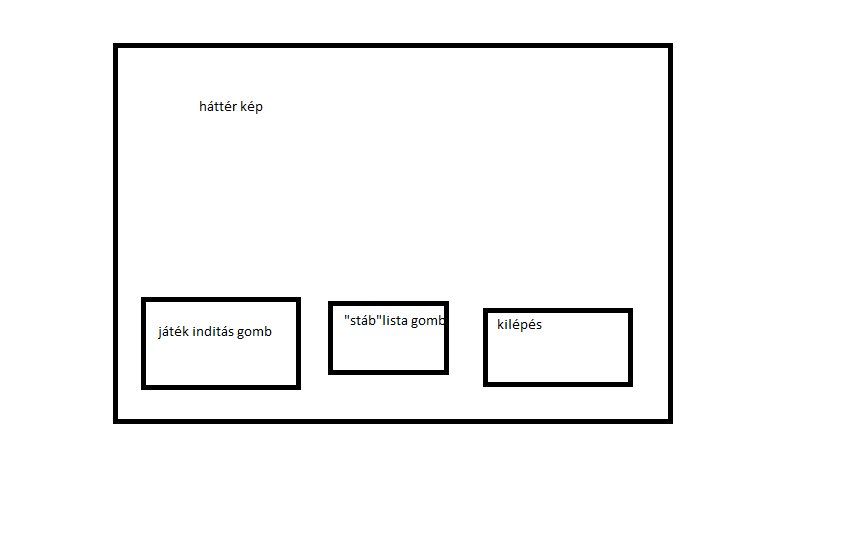 háttér kép
játék inditás gomb
"stáb"lista gomb
kilépés